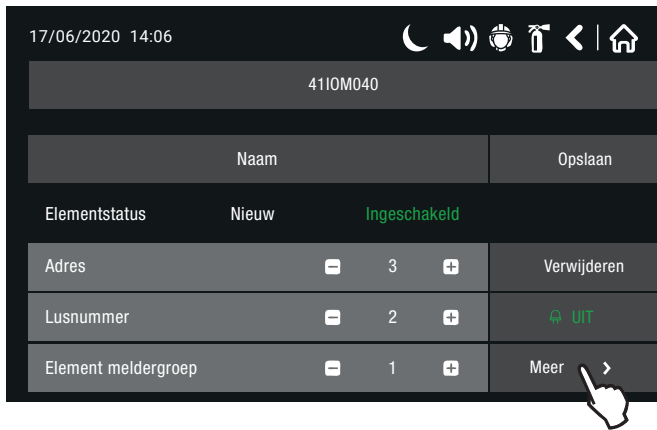 17/06/2020 14:06
41IOM040
Naam Opslaan
Elementstatus Nieuw Ingeschakeld
Adres 3 Verwijderen
Lusnummer 2 UIT
Element meldergroep 1 Meer